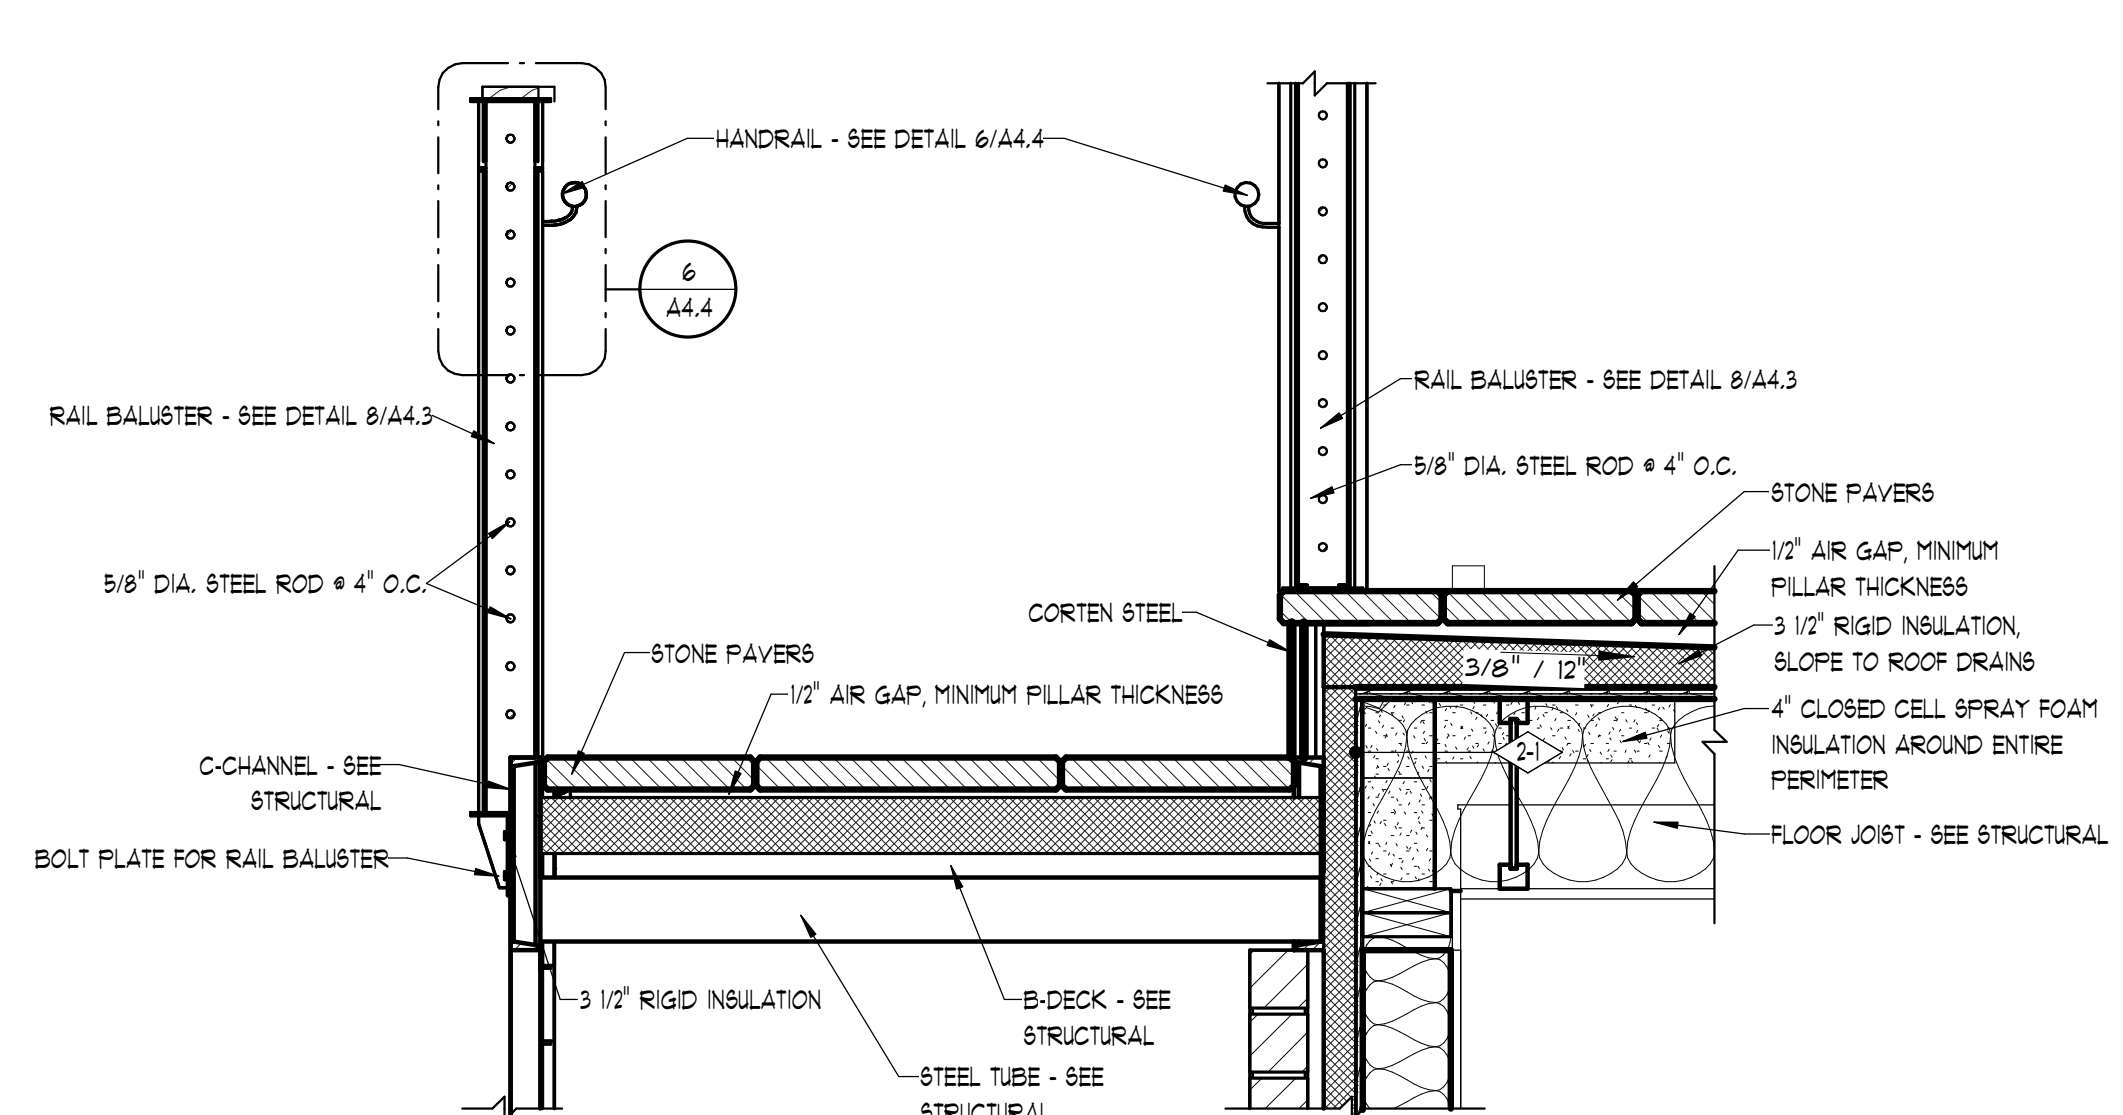 HANDRAIL - SEE DETAIL 6/A4.4
6
A4.4
RAIL BALUSTER - SEE DETAIL 8/A4.3
RAIL BALUSTER - SEE DETAIL 8/A4.3
5/8" DIA. STEEL ROD @ 4" O.C.
STONE PAVERS
1/2" AIR GAP, MINIMUM
PILLAR THICKNESS
5/8" DIA. STEEL ROD @ 4" O.C.
CORTEN STEEL
3 1/2" RIGID INSULATION,
SLOPE TO ROOF DRAINS
STONE PAVERS
3/8" / 12"
1/2" AIR GAP, MINIMUM PILLAR THICKNESS
4" CLOSED CELL SPRAY FOAM
INSULATION AROUND ENTIRE
PERIMETER
2-1
C-CHANNEL - SEE
STRUCTURAL
FLOOR JOIST - SEE STRUCTURAL
BOLT PLATE FOR RAIL BALUSTER
3 1/2" RIGID INSULATION
B-DECK - SEE
STRUCTURAL
STEEL TUBE - SEE
STRUCTURAL